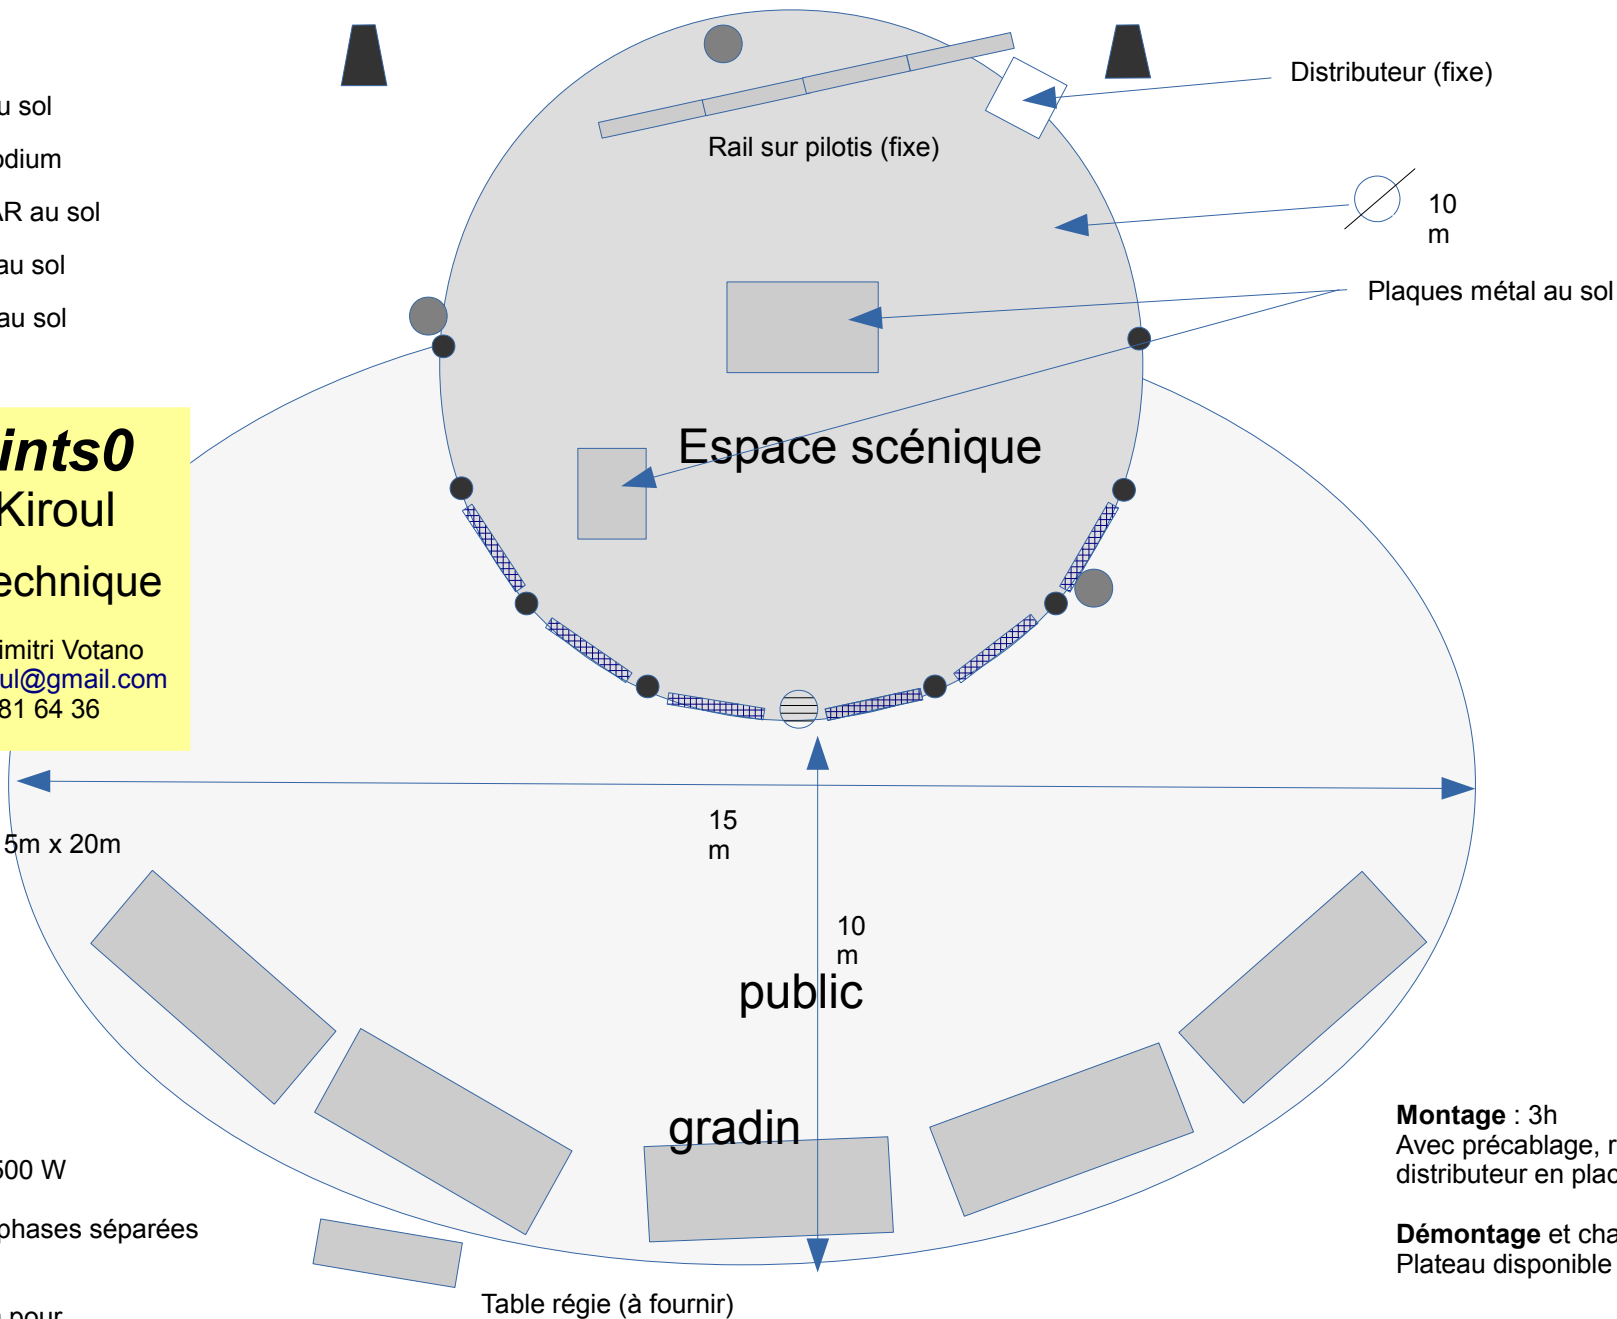 u sol
odium
AR au sol
au sol
au sol
Distributeur (fixe)
Rail sur pilotis (fixe)
10
m
Plaques métal au sol
Espace scénique
ints0
Kiroul
echnique
imitri Votano
ul@gmail.com
81 64 36
5m x 20m
15
m
10
m
public
gradin
500 W
phases séparées
pour
Table régie (à fournir)
Montage : 3h
Avec précablage, r
distributeur en plac
Démontage et cha
Plateau disponible